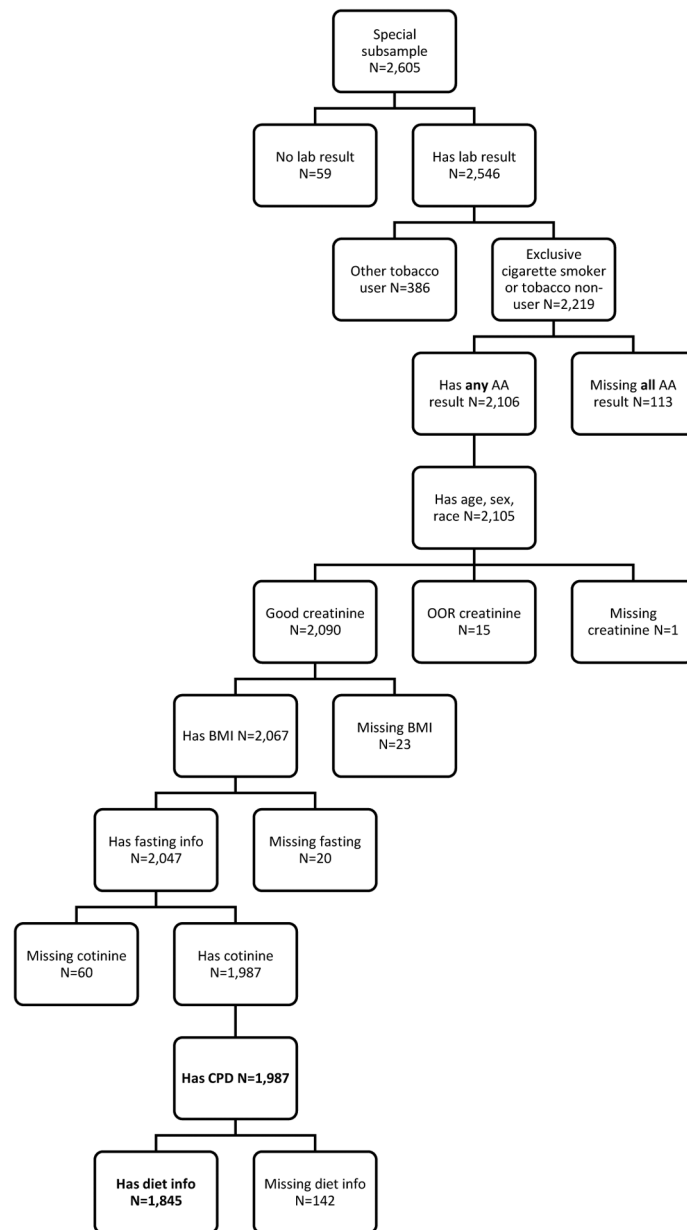 Special
subsample
N=2,605
No lab result
N=59
Has lab result
N=2,546
Other tobacco
user N=386
Exclusive
cigarette smoker
or tobacco non-
user N=2,219
Has any AA
result N=2,106
Missing all AA
result N=113
Has age, sex,
race N=2,105
Good creatinine
N=2,090
OOR creatinine
N=15
Missing
creatinine N=1
Has BMI N=2,067
Missing BMI
N=23
Has fasting info
N=2,047
Missing fasting
N=20
Missing cotinine
N=60
Has cotinine
N=1,987
Has CPD N=1,987
Has diet info
N=1,845
Missing diet info
N=142